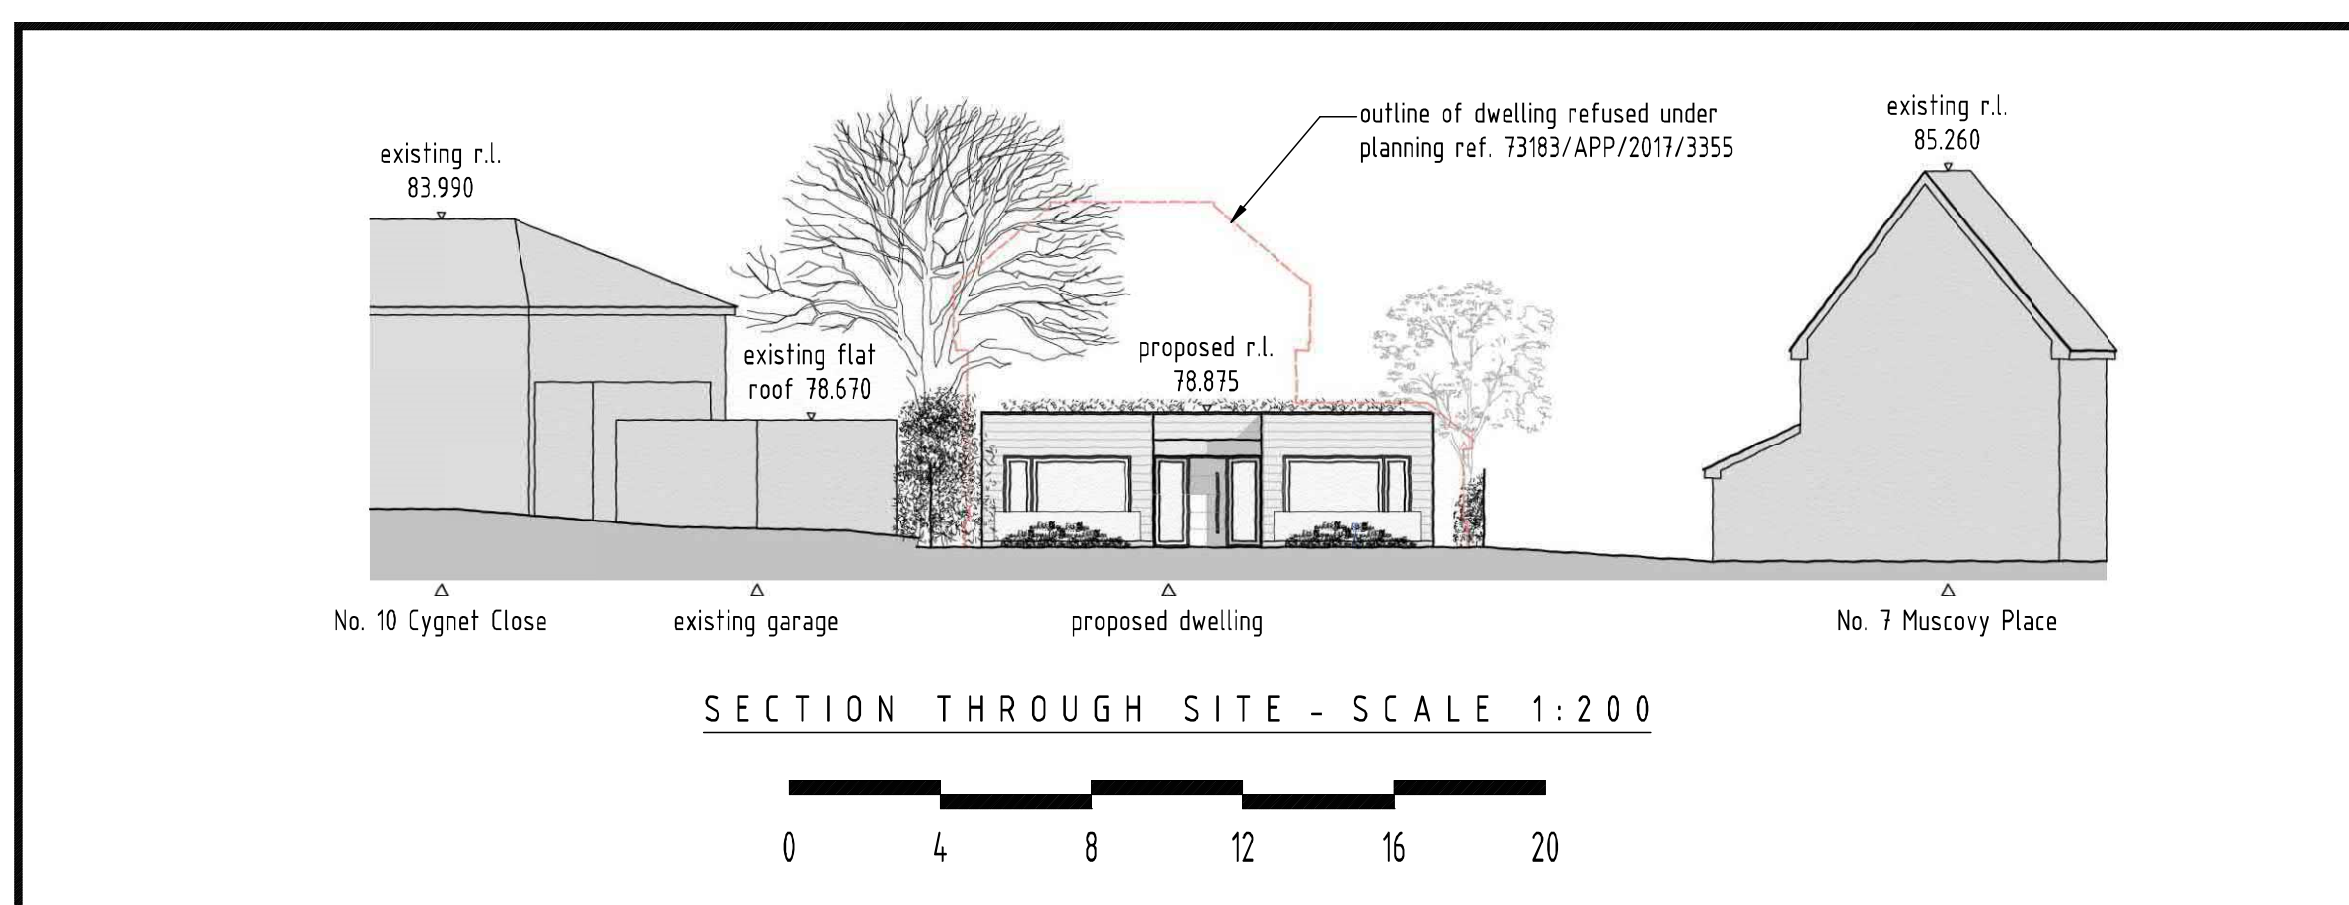 existing r.l.
83.990
outline of dwelling refused under
planning ref. 73183/APP/2017/3355
existing r.l.
85.260
existing flat
roof 78.670
proposed r.l.
78.875
No. 10 Cygnet Close
existing garage
proposed dwelling
No. 7 Muscovy Place
SECTION THROUGH SITE - SCALE 1:200
0 4 8 12 16 20